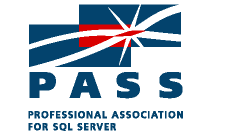 PASS
PROFESSIONAL ASSOCIATION
FOR SQL SERVER